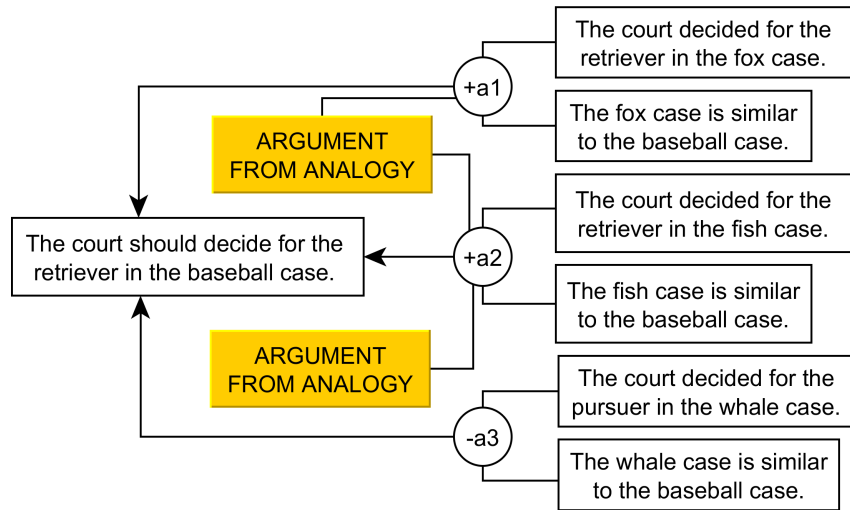 The court decided for the
retriever in the fox case.
+a1
The fox case is similar
to the baseball case.
ARGUMENT
FROM ANALOGY
The court decided for the
retriever in the fish case.
The court should decide for the
retriever in the baseball case.
+a2
The fish case is similar
to the baseball case.
ARGUMENT
FROM ANALOGY
The court decided for the
pursuer in the whale case.
-a3
The whale case is similar
to the baseball case.